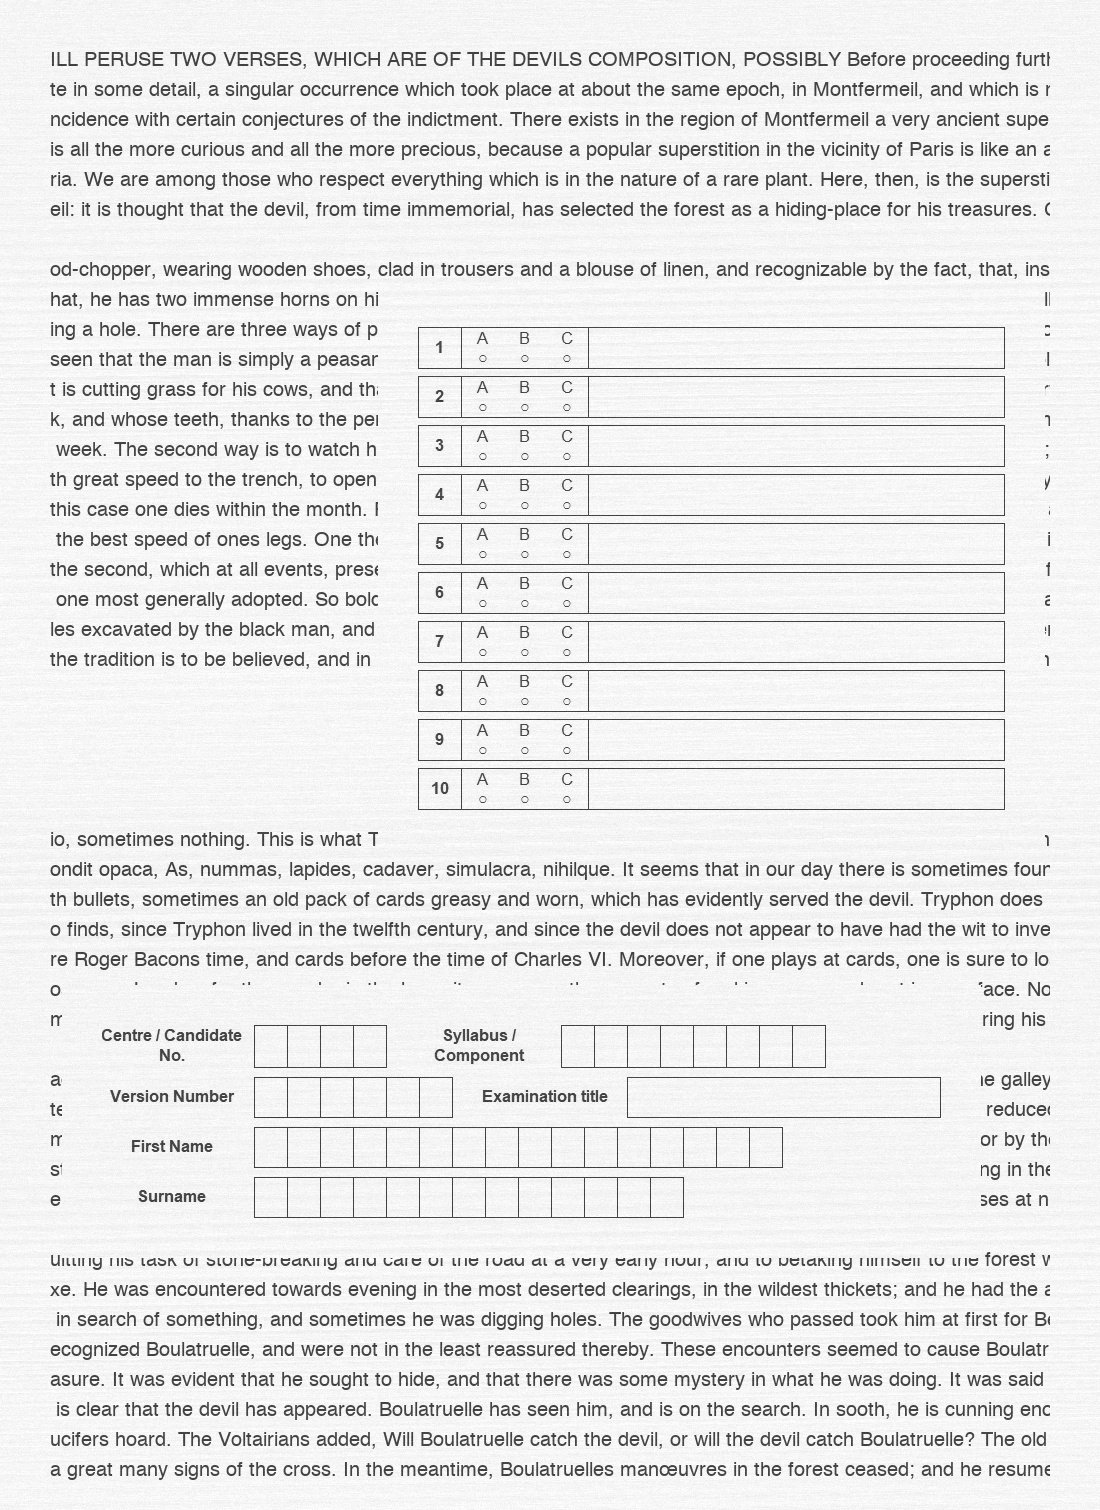 ILL PERUSE TWO VERSES, WHICH ARE OF THE DEVILS COMPOSITION, POSSIBLY Before proceeding
te in some detail, a singular occurrence which took place at about the same epoch, in Montfermeil, and which is
ncidence with certain conjectures of the indictment. There exists in the region of Montfermeil a very ancient supe
is all the more curious and all the more precious, because a popular superstition in the vicinity of Paris is like an
ria. We are among those who respect everything which is in the nature of a rare plant. Here, then, is the supersti
eil: it is thought that the devil, from time immemorial, has selected the forest as a hiding-place for his treasures.
od-chopper, wearing wooden shoes, clad in trousers and a blouse of linen, and recognizable by the fact, that, ins
hat, he has two immense horns on hi
ing a hole. There are three ways of p
seen that the man is simply a peasan
t is cutting grass for his cows, and tha
k, and whose teeth, thanks to the per
week. The second way is to watch h
th great speed to the trench, to open
this case one dies within the month.
the best speed of ones legs. One the
the second, which at all events, prese
one most generally adopted. So bold
les excavated by the black man, and
the tradition is to be believed, and in
1 A B C
2 A B C
3 A B C
4 A B C
5 A B C
6 A B C
7 A B C
8 A B C
9 A B C
10 A B C
io, sometimes nothing. This is what T
ondit opaca, As, nummas, lapides, cadaver, simulacra, nihilque. It seems that in our day there is sometimes foun
th bullets, sometimes an old pack of cards greasy and worn, which has evidently served the devil. Tryphon does
o finds, since Tryphon lived in the twelfth century, and since the devil does not appear to have had the wit to inve
re Roger Bacons time, and cards before the time of Charles VI. Moreover, if one plays at cards, one is sure to lo
face. No
ring his
Centre / Candidate No.
Syllabus / Component
he galley
Version Number
Examination title
reduced
First Name
or by the
ng in the
Surname
ses at n
uitting his task of stone-breaking and care of the road at a very early hour, and to betaking himself to the forest w
xe. He was encountered towards evening in the most deserted clearings, in the wildest thickets; and he had the a
in search of something, and sometimes he was digging holes. The goodwives who passed took him at first for Be
ecognized Boulatruelle, and were not in the least reassured thereby. These encounters seemed to cause Boulatr
asure. It was evident that he sought to hide, and that there was some mystery in what he was doing. It was said
is clear that the devil has appeared. Boulatruelle has seen him, and is on the search. In sooth, he is cunning eno
ucifers hoard. The Voltairians added, Will Boulatruelle catch the devil, or will the devil catch Boulatruelle? The old
a great many signs of the cross. In the meantime, Boulatruelles manœuvres in the forest ceased; and he resume